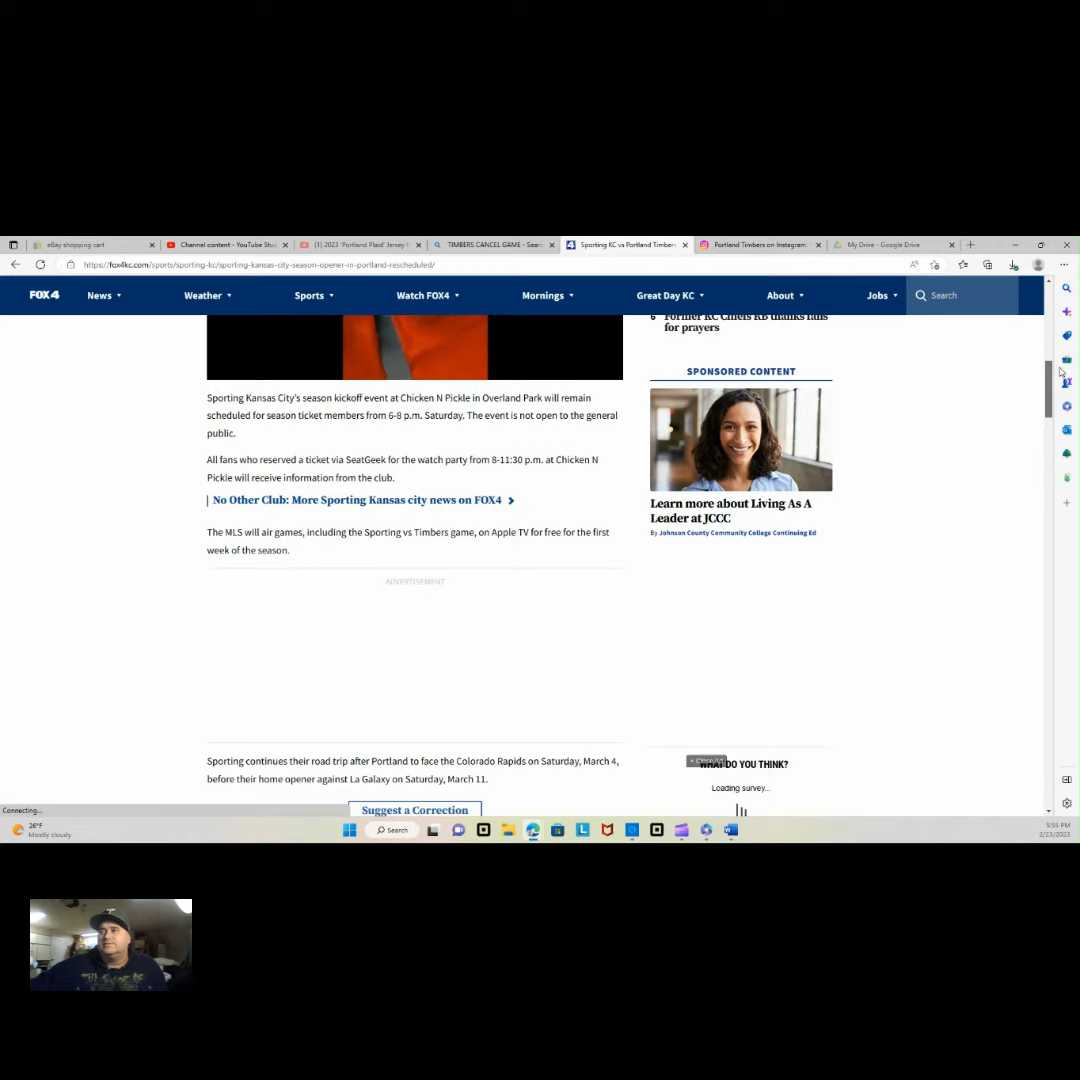 eBay shopping cart
Channel content - YouTube Stu
(1) 2023 'Portland Plaid' Jersey
TIMBERS CANCEL GAME - Sear
Sporting KC vs Portland Timbers
Portland Timbers on Instagram
My Drive - Google Drive
https://fox4kc.com/sports/sporting-kc/sporting-kansas-city-season-opener-in-portland-rescheduled/
FOX4
News
Weather
Sports
Watch FOX4
Mornings
Great Day KC
About
Jobs
Search
6 Former KC Chiefs RB thanks fans
for prayers
SPONSORED CONTENT
Sporting Kansas City's season kickoff event at Chicken N Pickle in Overland Park will remain
scheduled for season ticket members from 6-8 p.m. Saturday. The event is not open to the general
public.
All fans who reserved a ticket via SeatGeek for the watch party from 8-11:30 p.m. at Chicken N
Pickle will receive information from the club.
No Other Club: More Sporting Kansas city news on FOX4
Learn more about Living As A
Leader at JCCC
By Johnson County Community College Continuing Ed
The MLS will air games, including the Sporting vs Timbers game, on Apple TV for free for the first
week of the season.
ADVERTISEMENT
Sporting continues their road trip after Portland to face the Colorado Rapids on Saturday, March 4,
before their home opener against La Galaxy on Saturday, March 11.
WHAT DO YOU THINK?
Loading survey...
Suggest a Correction
Connecting...
26°F
Mostly cloudy
Search
5:55 PM
2/23/2023